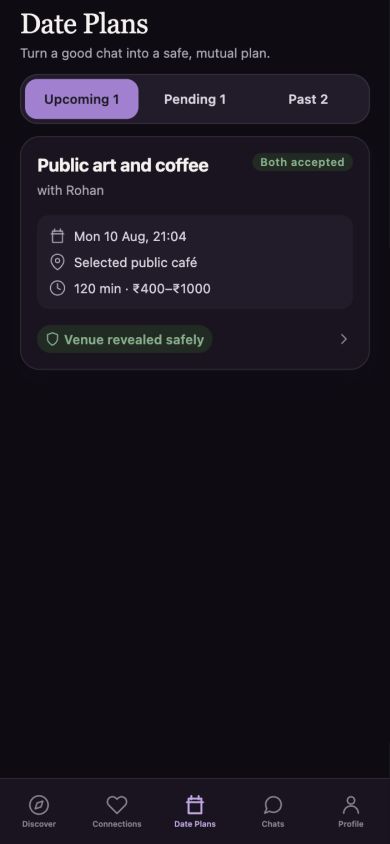 Date Plans
Turn a good chat into a safe, mutual plan.
Upcoming 1 Pending 1 Past 2
Public art and coffee Both accepted
with Rohan
Mon 10 Aug, 21:04
Selected public café
120 min · ₹400–₹1000
Venue revealed safely
Discover Connections Date Plans Chats Profile